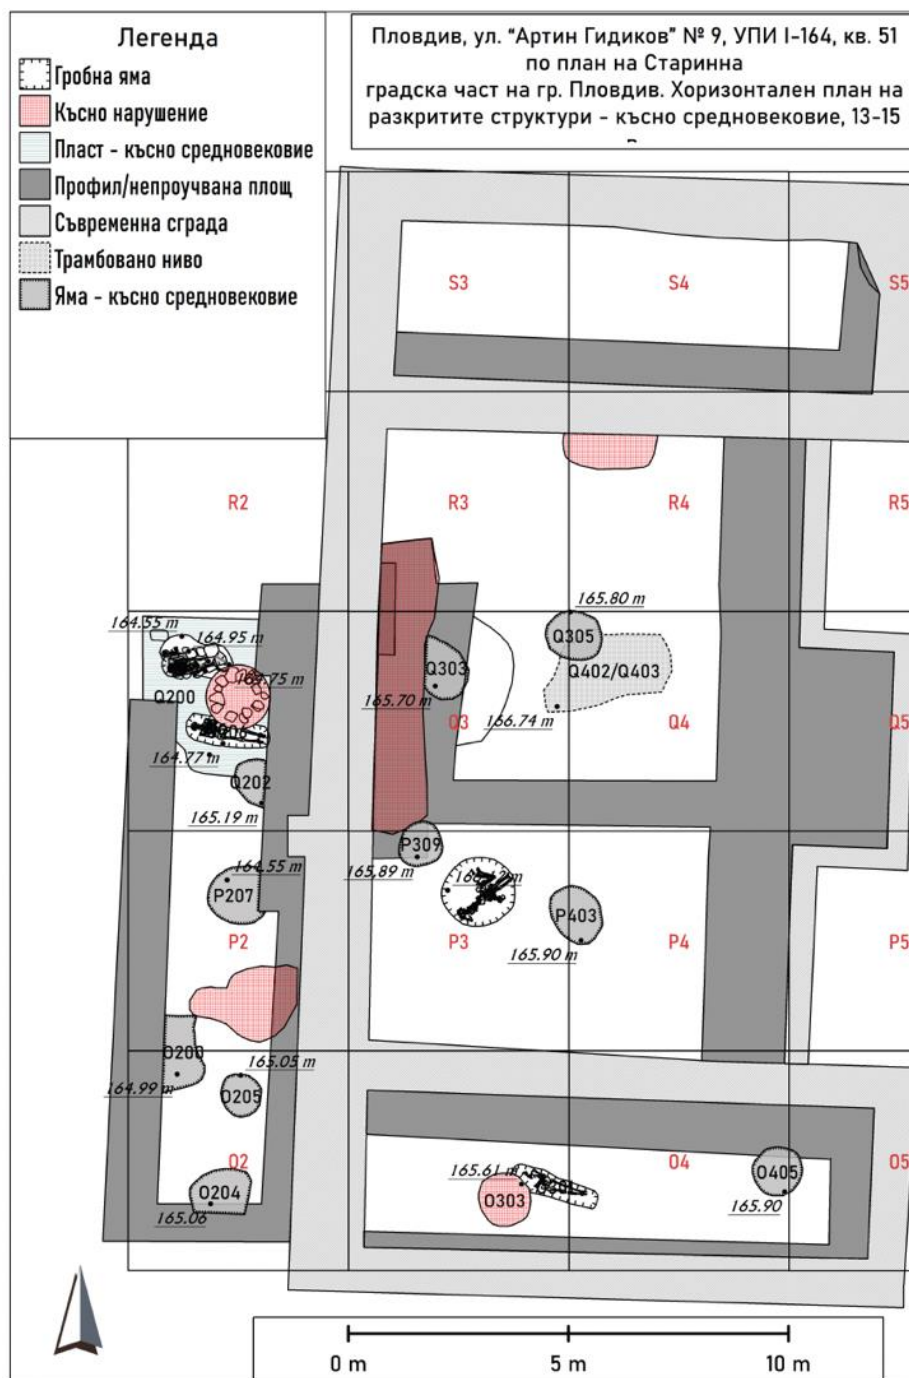 Легенда
Гробна яма
Късно нарушение
Пласт - късно средновековие
Профил/непроучвана площ
Съвременна сграда
Трамбовано ниво
Яма - късно средновековие
Пловдив, ул. "Артин Гидиков" № 9, УПИ I-164, кв. 51
по план на Старинна
градска част на гр. Пловдив. Хоризонтален план на
разкритите структури - късно средновековие, 13-15
S3
S4
S5
R2
R3
R4
R5
165.80 m
164.55 m
164.95 m
Q305
Q303
Q402/Q403
164.75 m
Q200
165.70 m
166.74 m
Q3
Q4
Q5
164.77 m
Q202
165.19 m
P309
165.89 m
164.55 m
P207
P403
P2
P3
P4
P5
165.90 m
O200
165.05 m
164.99 m
O205
O2
O4
O5
165.61 m
O405
O303
O204
165.06
165.90
0 m
5 m
10 m